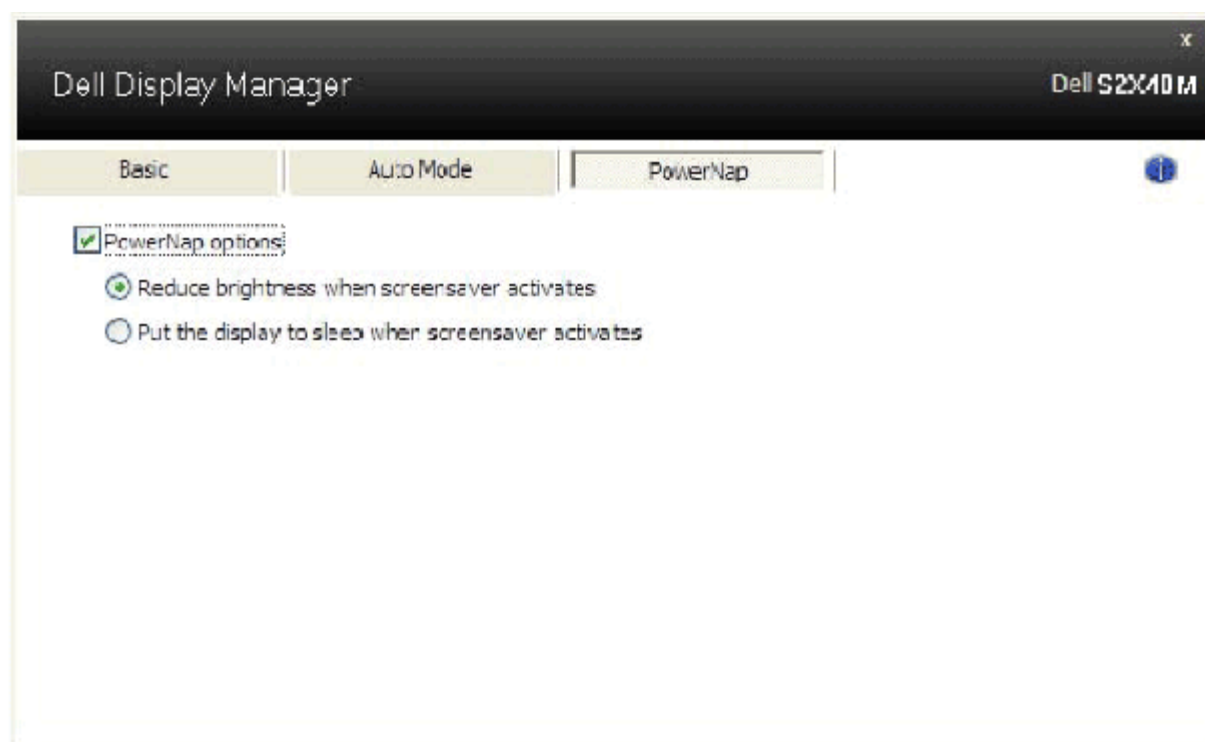 x
Dell Display Manager
Dell S2X40M
Basic
Auto Mode
PowerNap
PowerNap options
Reduce brightness when screensaver activates
Put the display to sleep when screensaver activates